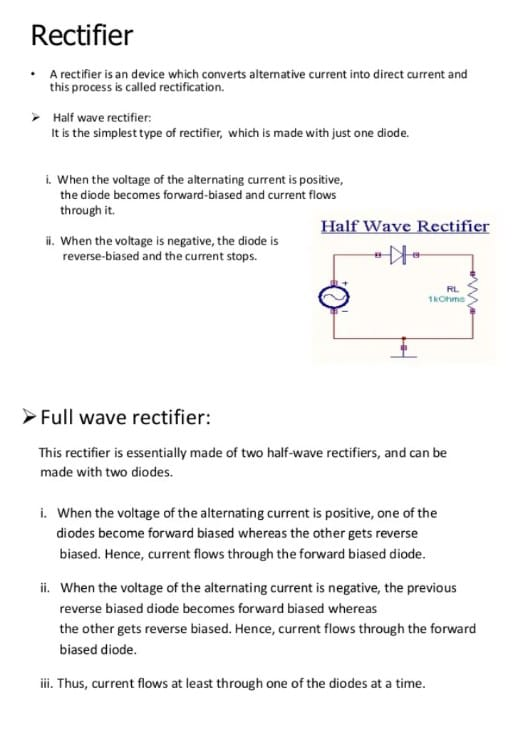 Rectifier
• A rectifier is an device which converts alternative current into direct current and
this process is called rectification.
➢ Half wave rectifier:
It is the simplest type of rectifier, which is made with just one diode.
i. When the voltage of the alternating current is positive,
the diode becomes forward-biased and current flows
through it.
ii. When the voltage is negative, the diode is
reverse-biased and the current stops.
Half Wave Rectifier
+
RL
1kOhms
−
➢ Full wave rectifier:
This rectifier is essentially made of two half-wave rectifiers, and can be
made with two diodes.
i. When the voltage of the alternating current is positive, one of the
diodes become forward biased whereas the other gets reverse
biased. Hence, current flows through the forward biased diode.
ii. When the voltage of the alternating current is negative, the previous
reverse biased diode becomes forward biased whereas
the other gets reverse biased. Hence, current flows through the forward
biased diode.
iii. Thus, current flows at least through one of the diodes at a time.